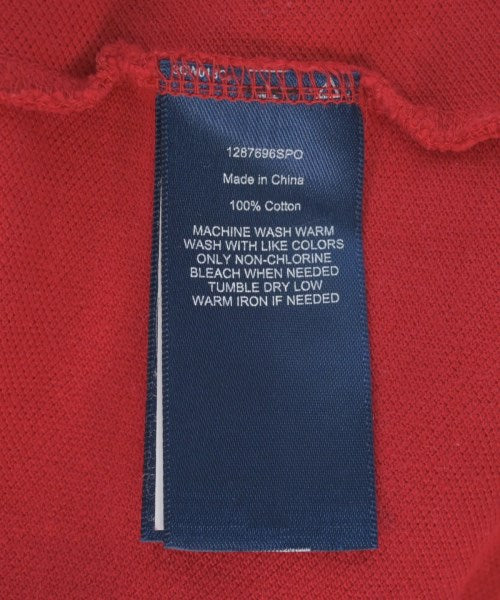 1287696SPO
Made in China
100% Cotton
MACHINE WASH WARM
WASH WITH LIKE COLORS
ONLY NON-CHLORINE
BLEACH WHEN NEEDED
TUMBLE DRY LOW
WARM IRON IF NEEDED